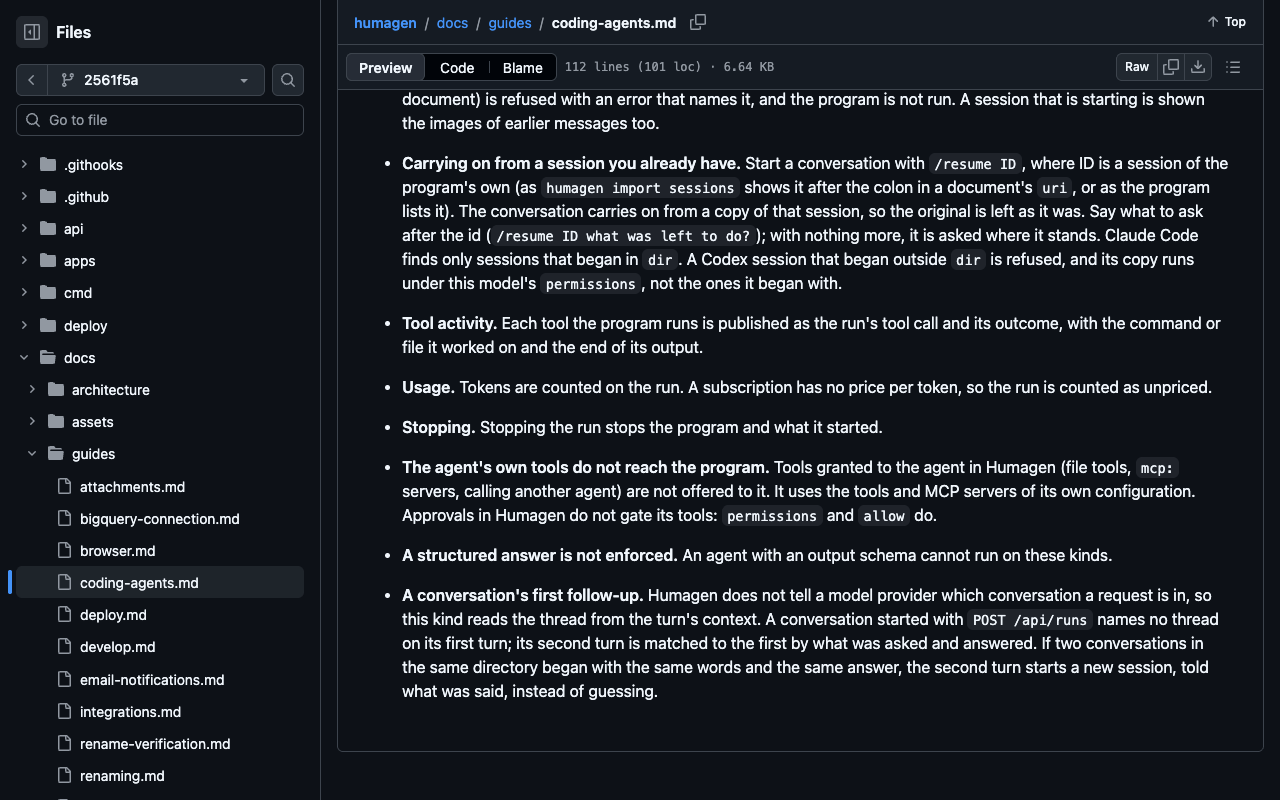 Files
humagen / docs / guides / coding-agents.md
Top
2561f5a
Preview
Code
Blame
112 lines (101 loc) · 6.64 KB
Raw
Go to file
.githooks
.github
api
apps
cmd
deploy
docs
architecture
assets
guides
attachments.md
bigquery-connection.md
browser.md
coding-agents.md
deploy.md
develop.md
email-notifications.md
integrations.md
rename-verification.md
renaming.md
document) is refused with an error that names it, and the program is not run. A session that is starting is shown
the images of earlier messages too.
• Carrying on from a session you already have. Start a conversation with /resume ID, where ID is a session of the
program's own (as humagen import sessions shows it after the colon in a document's uri, or as the program
lists it). The conversation carries on from a copy of that session, so the original is left as it was. Say what to ask
after the id (/resume ID what was left to do?); with nothing more, it is asked where it stands. Claude Code
finds only sessions that began in dir. A Codex session that began outside dir is refused, and its copy runs
under this model's permissions, not the ones it began with.
• Tool activity. Each tool the program runs is published as the run's tool call and its outcome, with the command or
file it worked on and the end of its output.
• Usage. Tokens are counted on the run. A subscription has no price per token, so the run is counted as unpriced.
• Stopping. Stopping the run stops the program and what it started.
• The agent's own tools do not reach the program. Tools granted to the agent in Humagen (file tools, mcp:
servers, calling another agent) are not offered to it. It uses the tools and MCP servers of its own configuration.
Approvals in Humagen do not gate its tools: permissions and allow do.
• A structured answer is not enforced. An agent with an output schema cannot run on these kinds.
• A conversation's first follow-up. Humagen does not tell a model provider which conversation a request is in, so
this kind reads the thread from the turn's context. A conversation started with POST /api/runs names no thread
on its first turn; its second turn is matched to the first by what was asked and answered. If two conversations in
the same directory began with the same words and the same answer, the second turn starts a new session, told
what was said, instead of guessing.